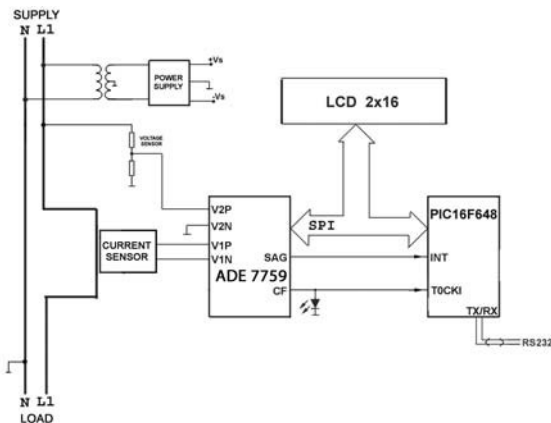 SUPPLY
N L1
+Vs
POWER
SUPPLY
-Vs
LCD 2x16
VOLTAGE
SENSOR
V2P
V2N
V1P
V1N
SAG
ADE 7759
CF
SPI
PIC16F648
INT
T0CKI
TX/RX
RS232
CURRENT
SENSOR
N L1
LOAD